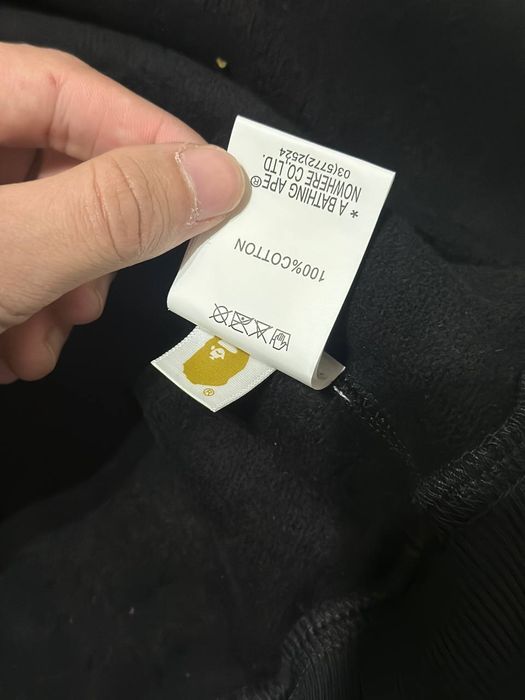 * A BATHING APE®
NOWHERE CO.LTD.
03(5772)2524
100%COTTON
®